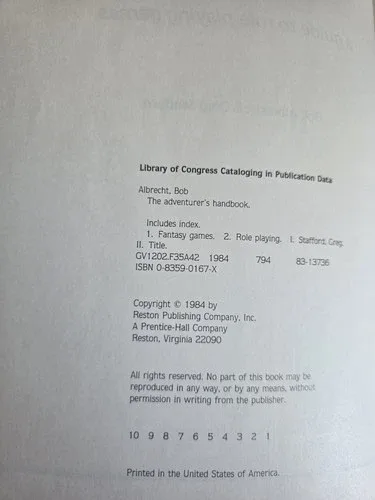 Library of Congress Cataloging in Publication Data
Albrecht, Bob
The adventurer's handbook.
Includes index.
1. Fantasy games. 2. Role playing. I. Stafford, Greg.
II. Title.
GV1202.F35A42 1984 794 83-13736
ISBN 0-8359-0167-X
Copyright © 1984 by
Reston Publishing Company, Inc.
A Prentice-Hall Company
Reston, Virginia 22090
All rights reserved. No part of this book may be
reproduced in any way, or by any means, without
permission in writing from the publisher.
10 9 8 7 6 5 4 3 2 1
Printed in the United States of America.